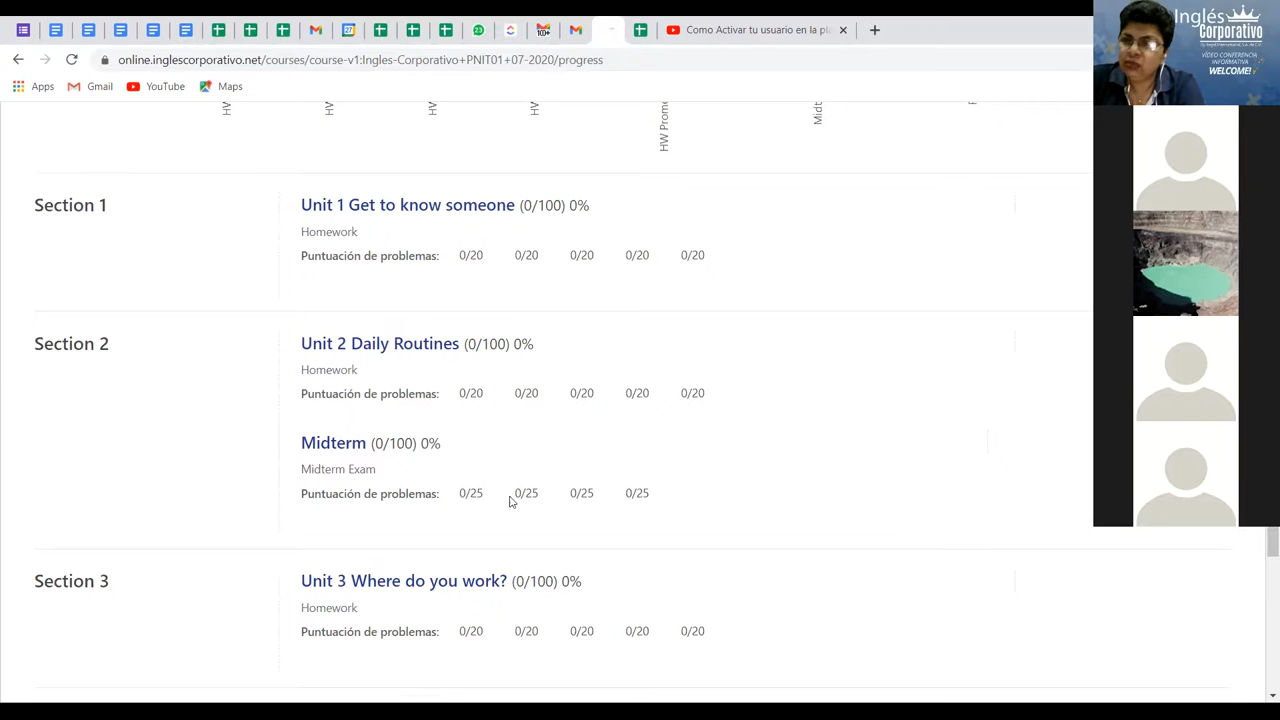 Como Activar tu usuario en la pl
online.inglescorporativo.net/courses/course-v1:Ingles-Corporativo+PNIT01+07-2020/progress
Apps Gmail YouTube Maps
Inglés
Corporativo
VÍDEO CONFERENCIA
INFORMATIVA
WELCOME!
HW HW HW HW HW Prome Midt
Section 1
Unit 1 Get to know someone (0/100) 0%
Homework
Puntuación de problemas: 0/20 0/20 0/20 0/20 0/20
Section 2
Unit 2 Daily Routines (0/100) 0%
Homework
Puntuación de problemas: 0/20 0/20 0/20 0/20 0/20
Midterm (0/100) 0%
Midterm Exam
Puntuación de problemas: 0/25 0/25 0/25 0/25
Section 3
Unit 3 Where do you work? (0/100) 0%
Homework
Puntuación de problemas: 0/20 0/20 0/20 0/20 0/20